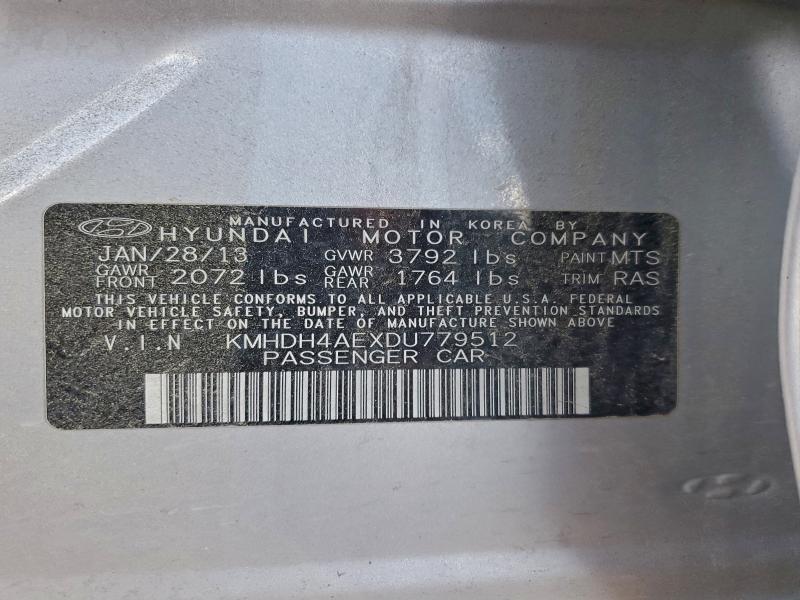 MANUFACTURED IN KOREA BY
HYUNDAI MOTOR COMPANY
JAN/28/13 GVWR 3792 lbs PAINT MTS
GAWR FRONT 2072 lbs GAWR REAR 1764 lbs TRIM RAS
THIS VEHICLE CONFORMS TO ALL APPLICABLE U.S.A. FEDERAL
MOTOR VEHICLE SAFETY, BUMPER, AND THEFT PREVENTION STANDARDS
IN EFFECT ON THE DATE OF MANUFACTURE SHOWN ABOVE
V.I.N KMHDH4AEXDU779512
PASSENGER CAR